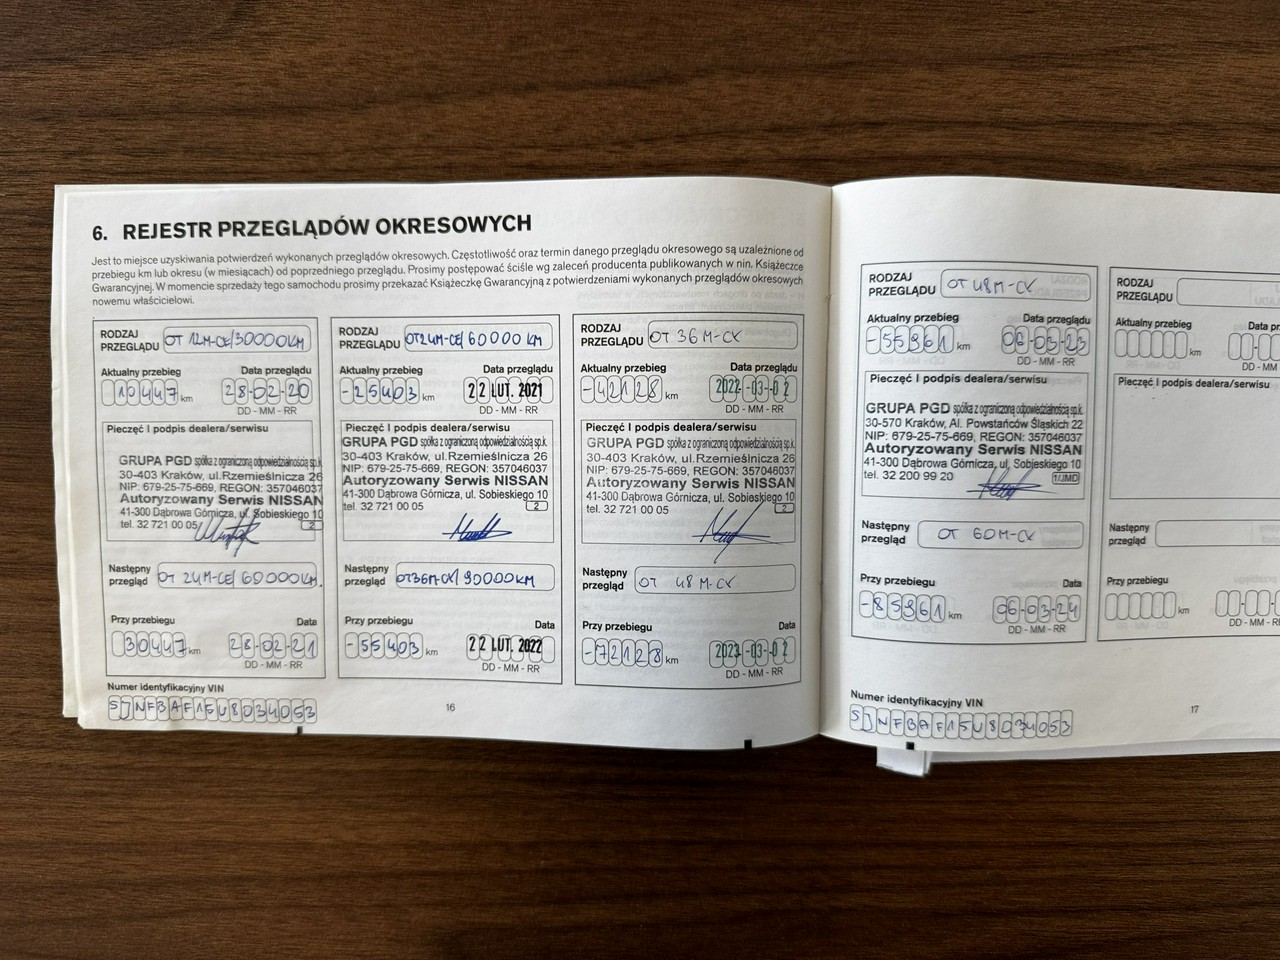 6. REJESTR PRZEGLĄDÓW OKRESOWYCH
Jest to miejsce uzyskiwania potwierdzeń wykonanych przeglądów okresowych. Częstotliwość oraz termin danego przeglądu okresowego są uzależnione od
przebiegu km lub okresu (w miesiącach) od poprzedniego przeglądu. Prosimy postępować ściśle wg zaleceń producenta publikowanych w nin. Książeczce
Gwarancyjnej. W momencie sprzedaży tego samochodu prosimy przekazać Książeczkę Gwarancyjną z potwierdzeniami wykonanych przeglądów okresowych
nowemu właścicielowi.
RODZAJ
PRZEGLĄDU OT 12M-CE/30000KM
Aktualny przebieg Data przeglądu
10447 km 28-02-20
DD - MM - RR
Pieczęć I podpis dealera/serwisu
GRUPA PGD spółka z ograniczoną odpowiedzialnością sp.k.
30-403 Kraków, ul.Rzemieślnicza 26
NIP: 679-25-75-669, REGON: 357046037
Autoryzowany Serwis NISSAN
41-300 Dąbrowa Górnicza, ul. Sobieskiego 10
tel. 32 721 00 05 2
Następny
przegląd OT 24M-CE/60000KM.
Przy przebiegu Data
30447 km 28-02-21
DD - MM - RR
Numer identyfikacyjny VIN
SJNFBAF15U8034053
RODZAJ
PRZEGLĄDU OT24M-CE/60000 KM
Aktualny przebieg Data przeglądu
-25403 km 22 LUT. 2021
DD - MM - RR
Pieczęć I podpis dealera/serwisu
GRUPA PGD spółka z ograniczoną odpowiedzialnością sp.k.
30-403 Kraków, ul.Rzemieślnicza 26
NIP: 679-25-75-669, REGON: 357046037
Autoryzowany Serwis NISSAN
41-300 Dąbrowa Górnicza, ul. Sobieskiego 10
tel. 32 721 00 05 2
Następny
przegląd OT36M-CY/90000KM
Przy przebiegu Data
-55403 km 22 LUT. 2022
DD - MM - RR
RODZAJ
PRZEGLĄDU OT 36M-CY
Aktualny przebieg Data przeglądu
-42128 km 2022-03-02
DD - MM - RR
Pieczęć I podpis dealera/serwisu
GRUPA PGD spółka z ograniczoną odpowiedzialnością sp.k.
30-403 Kraków, ul.Rzemieślnicza 26
NIP: 679-25-75-669, REGON: 357046037
Autoryzowany Serwis NISSAN
41-300 Dąbrowa Górnicza, ul. Sobieskiego 10
tel. 32 721 00 05 2
Następny
przegląd OT 48M-CY
Przy przebiegu Data
-72128 km 2023-03-02
DD - MM - RR
16
RODZAJ
PRZEGLĄDU OT 48M-CY
Aktualny przebieg Data przeglądu
-55961 km 06-03-23
DD - MM - RR
Pieczęć I podpis dealera/serwisu
GRUPA PGD spółka z ograniczoną odpowiedzialnością sp.k.
30-570 Kraków, Al. Powstańców Śląskich 22
NIP: 679-25-75-669, REGON: 357046037
Autoryzowany Serwis NISSAN
41-300 Dąbrowa Górnicza, ul. Sobieskiego 10
tel. 32 200 99 20 1/JMD
Następny
przegląd OT 60M-CY
Przy przebiegu Data
-85961 km 06-03-24
DD - MM - RR
Numer identyfikacyjny VIN
SJNFBAF15U8034053
RODZAJ
PRZEGLĄDU
Aktualny przebieg Data
km
DD - MM
Pieczęć I podpis dealera/serwisu
Następny
przegląd
Przy przebiegu
km
DD - MM
17